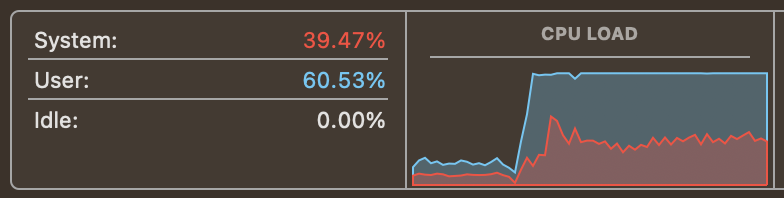 System: 39.47%
User: 60.53%
Idle: 0.00%
CPU LOAD